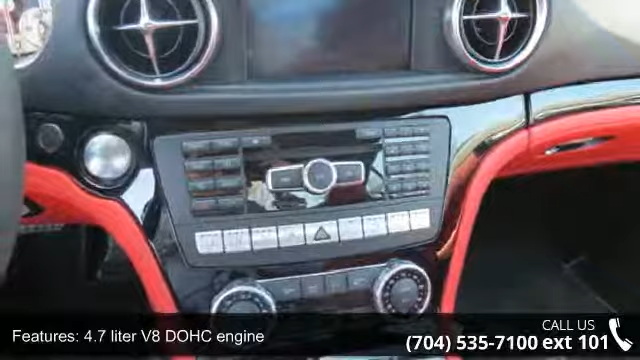 Features: 4.7 liter V8 DOHC engine
CALL US
(704) 535-7100 ext 101